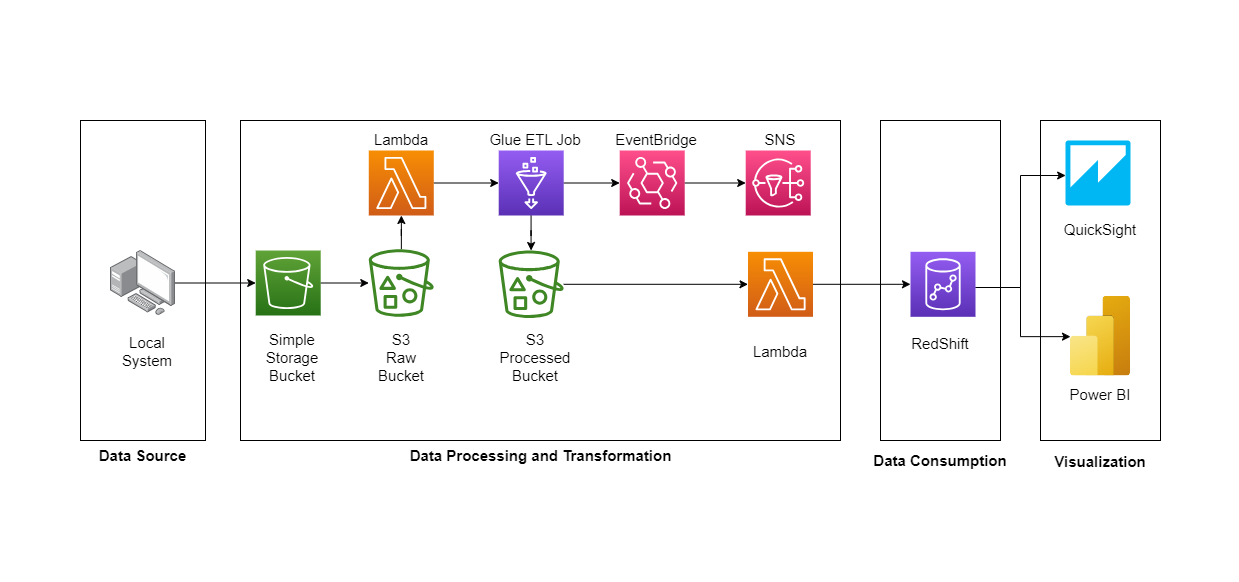 Lambda
Glue ETL Job
EventBridge
SNS
Local
System
Simple
Storage
Bucket
S3
Raw
Bucket
S3
Processed
Bucket
Lambda
RedShift
QuickSight
Power BI
Data Source
Data Processing and Transformation
Data Consumption
Visualization